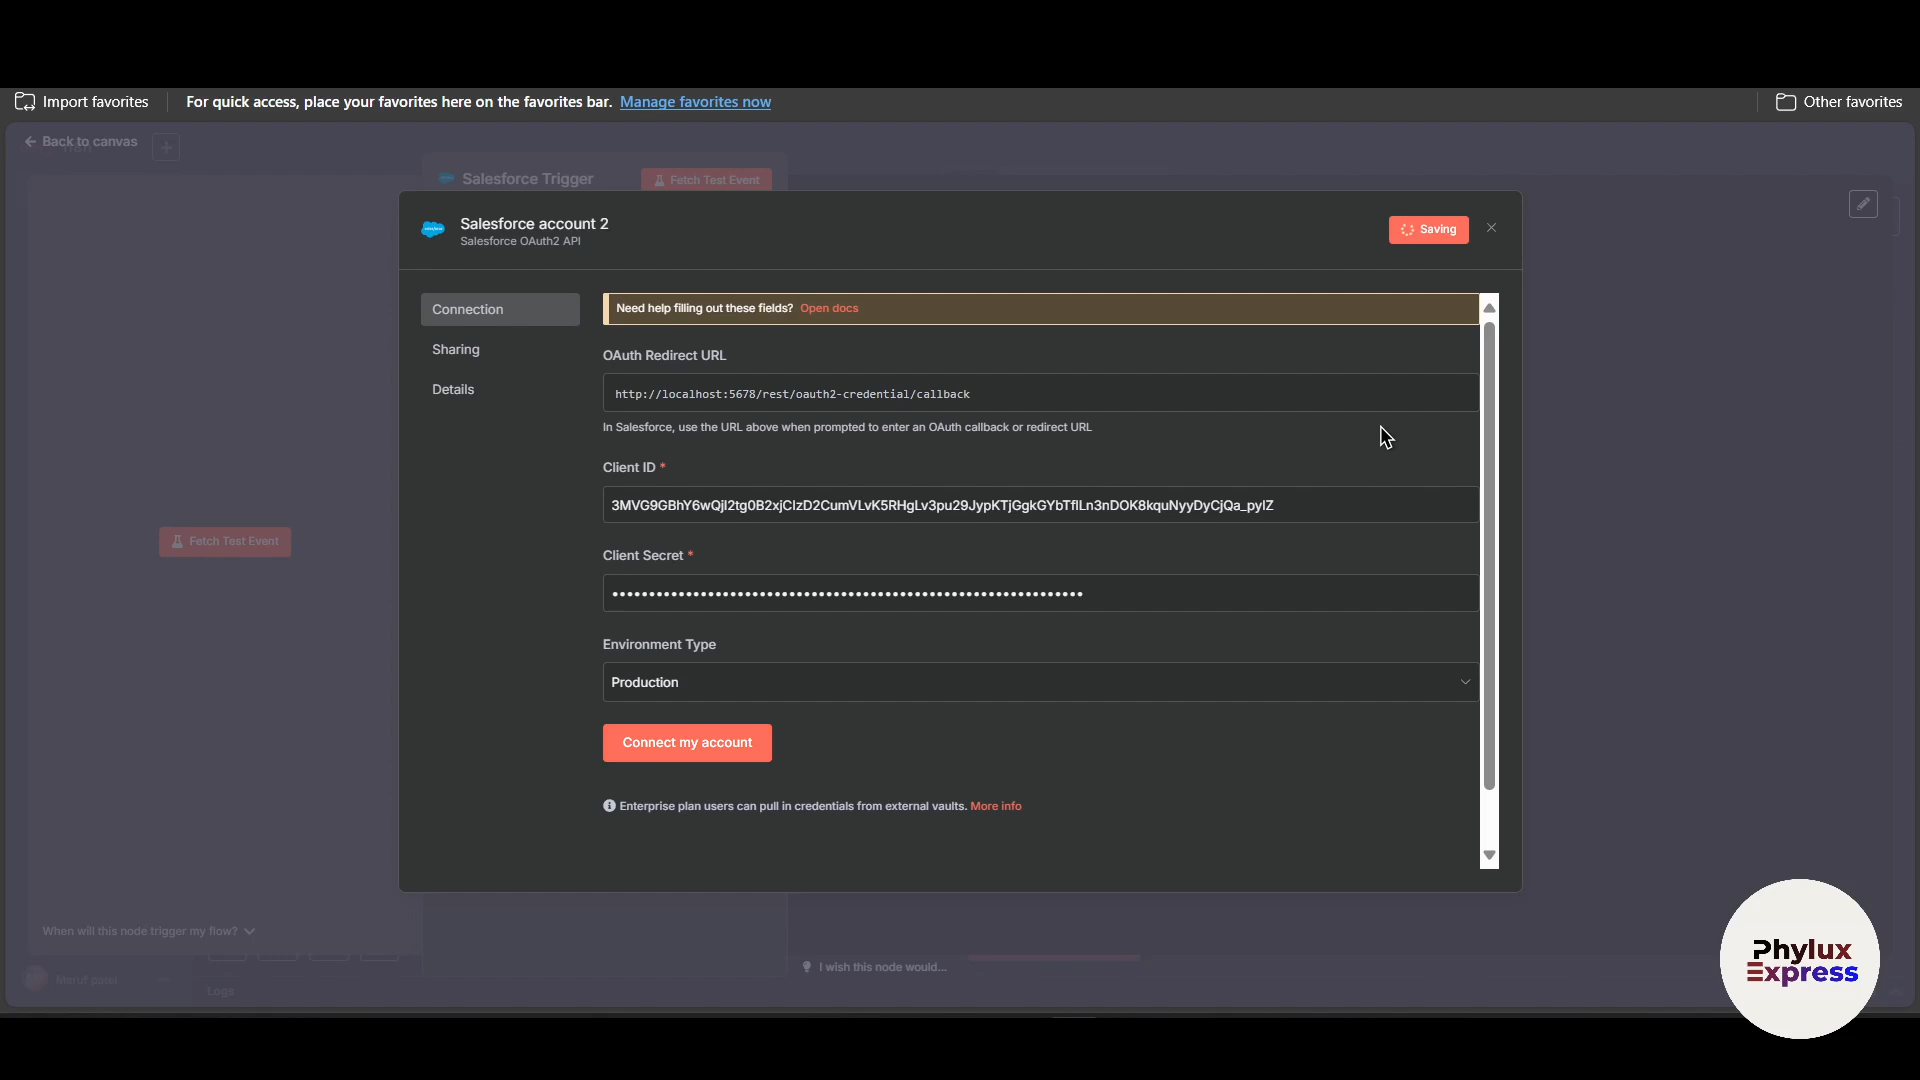 Import favorites
For quick access, place your favorites here on the favorites bar. Manage favorites now
Other favorites
Back to canvas
Salesforce Trigger
Fetch Test Event
Salesforce account 2
Salesforce OAuth2 API
Saving
Connection
Sharing
Details
Need help filling out these fields? Open docs
OAuth Redirect URL
http://localhost:5678/rest/oauth2-credential/callback
In Salesforce, use the URL above when prompted to enter an OAuth callback or redirect URL
Client ID *
3MVG9GBhY6wQjl2tg0B2xjClzD2CumVLvK5RHgLv3pu29JypKTjGgkGYbTflLn3nDOK8kquNyyDyCjQa_pylZ
Client Secret *
Environment Type
Production
Connect my account
Enterprise plan users can pull in credentials from external vaults. More info
Fetch Test Event
When will this node trigger my flow?
I wish this node would...
Logs
Phylux
Express